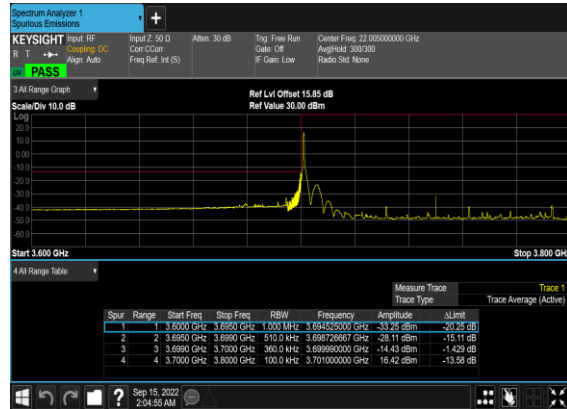 Spectrum Analyzer 1
Spurious Emissions
KEYSIGHT Input: RF Input Z: 50 Ω Atten: 30 dB Trig: Free Run Center Freq: 22.005000000 GHz
R T Coupling: DC Corr CCorr Gate: Off Avg|Hold: 300/300
Align: Auto Freq Ref: Int (S) IF Gain: Low Radio Std: None
PASS
3 All Range Graph
Ref Lvl Offset 15.85 dB
Scale/Div 10.0 dB Ref Value 30.00 dBm
Log
20.0
10.0
0.00
-10.0
-20.0
-30.0
-40.0
-50.0
-60.0
Start 3.600 GHz Stop 3.800 GHz
4 All Range Table
Measure Trace Trace 1
Trace Type Trace Average (Active)
Spur Range Start Freq Stop Freq RBW Frequency Amplitude ΔLimit
1 1 3.6000 GHz 3.6950 GHz 1.000 MHz 3.694525000 GHz -33.25 dBm -20.25 dB
2 2 3.6950 GHz 3.6990 GHz 510.0 kHz 3.698726667 GHz -28.11 dBm -15.11 dB
3 3 3.6990 GHz 3.7000 GHz 360.0 kHz 3.699990000 GHz -14.43 dBm -1.429 dB
4 4 3.7000 GHz 3.8000 GHz 100.0 kHz 3.701000000 GHz 16.42 dBm -13.58 dB
Sep 15, 2022
2:04:55 AM